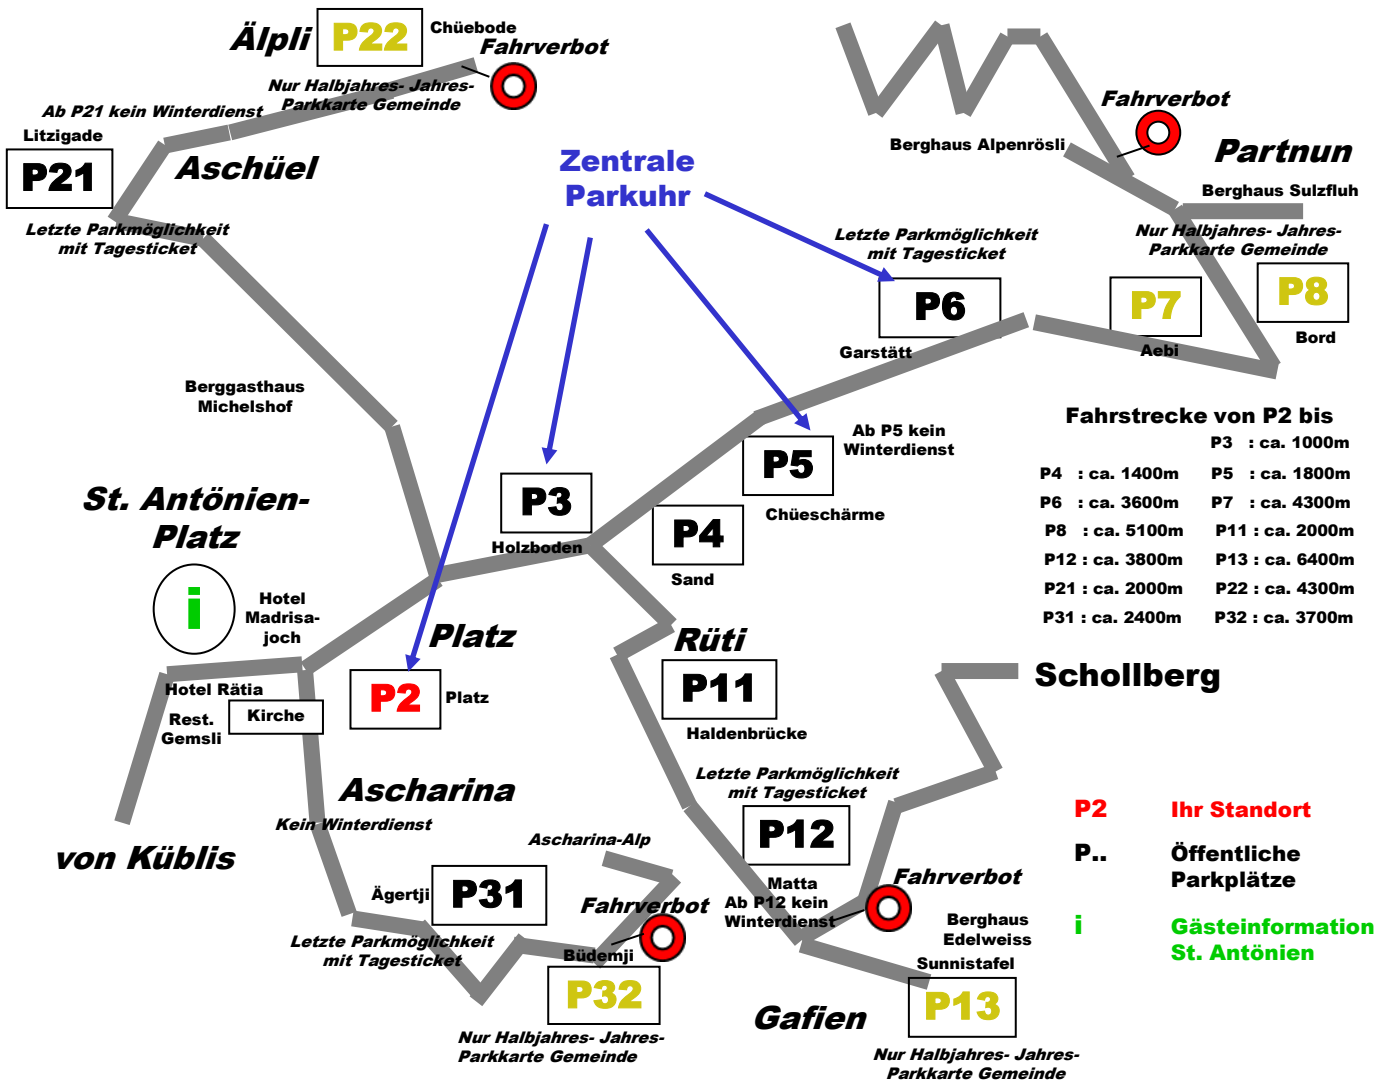 Älpli
P22
Chüebode
Fahrverbot
Nur Halbjahres- Jahres-
Parkkarte Gemeinde
Ab P21 kein Winterdienst
Litzigade
P21
Aschüel
Letzte Parkmöglichkeit
mit Tagesticket
Zentrale
Parkuhr
Fahrverbot
Berghaus Alpenrösli
Partnun
Berghaus Sulzfluh
Nur Halbjahres- Jahres-
Parkkarte Gemeinde
Letzte Parkmöglichkeit
mit Tagesticket
P6
Garstätt
P7
Aebi
P8
Bord
Berggasthaus
Michelshof
Ab P5 kein
Winterdienst
P5
Chüeschärme
P3
Holzboden
P4
Sand
Fahrstrecke von P2 bis
P3 : ca. 1000m
P4 : ca. 1400m P5 : ca. 1800m
P6 : ca. 3600m P7 : ca. 4300m
P8 : ca. 5100m P11 : ca. 2000m
P12 : ca. 3800m P13 : ca. 6400m
P21 : ca. 2000m P22 : ca. 4300m
P31 : ca. 2400m P32 : ca. 3700m
St. Antönien-
Platz
i
Hotel
Madrisa-
joch
Platz
P2
Platz
Hotel Rätia
Rest.
Gemsli
Kirche
Rüti
P11
Haldenbrücke
Schollberg
von Küblis
Ascharina
Kein Winterdienst
Ascharina-Alp
Letzte Parkmöglichkeit
mit Tagesticket
P12
Matta
Ab P12 kein
Winterdienst
Fahrverbot
Ägertji
P31
Letzte Parkmöglichkeit
mit Tagesticket
Fahrverbot
Büdemji
P32
Nur Halbjahres- Jahres-
Parkkarte Gemeinde
Berghaus
Edelweiss
Sunnistafel
P13
Gafien
Nur Halbjahres- Jahres-
Parkkarte Gemeinde
P2 Ihr Standort
P.. Öffentliche
Parkplätze
i Gästeinformation
St. Antönien